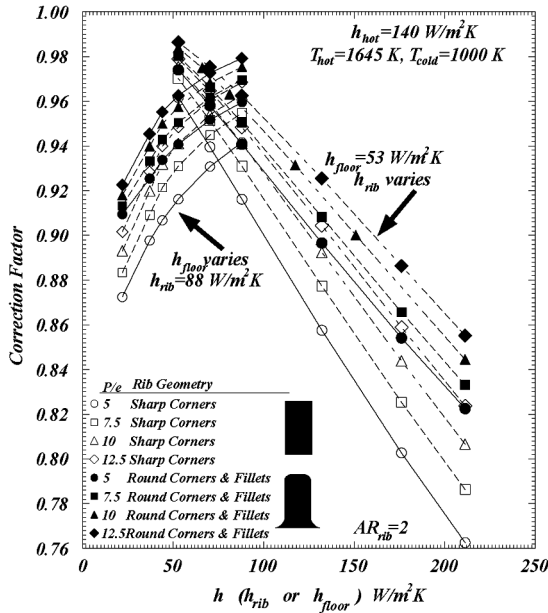 1.00
0.98
0.96
0.94
0.92
0.90
0.88
0.86
0.84
0.82
0.80
0.78
0.76
Correction Factor
h_hot=140 W/m²K
T_hot=1645 K, T_cold=1000 K
h_floor=53 W/m²K
h_rib varies
h_floor varies
h_rib=88 W/m²K
P/e Rib Geometry
5 Sharp Corners
7.5 Sharp Corners
10 Sharp Corners
12.5 Sharp Corners
5 Round Corners & Fillets
7.5 Round Corners & Fillets
10 Round Corners & Fillets
12.5 Round Corners & Fillets
AR_rib=2
0 50 100 150 200 250
h (h_rib or h_floor) W/m²K